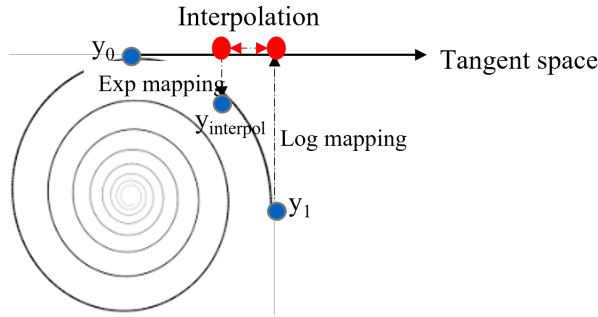 Interpolation
y0
Tangent space
Exp mapping
yinterpol
Log mapping
y1